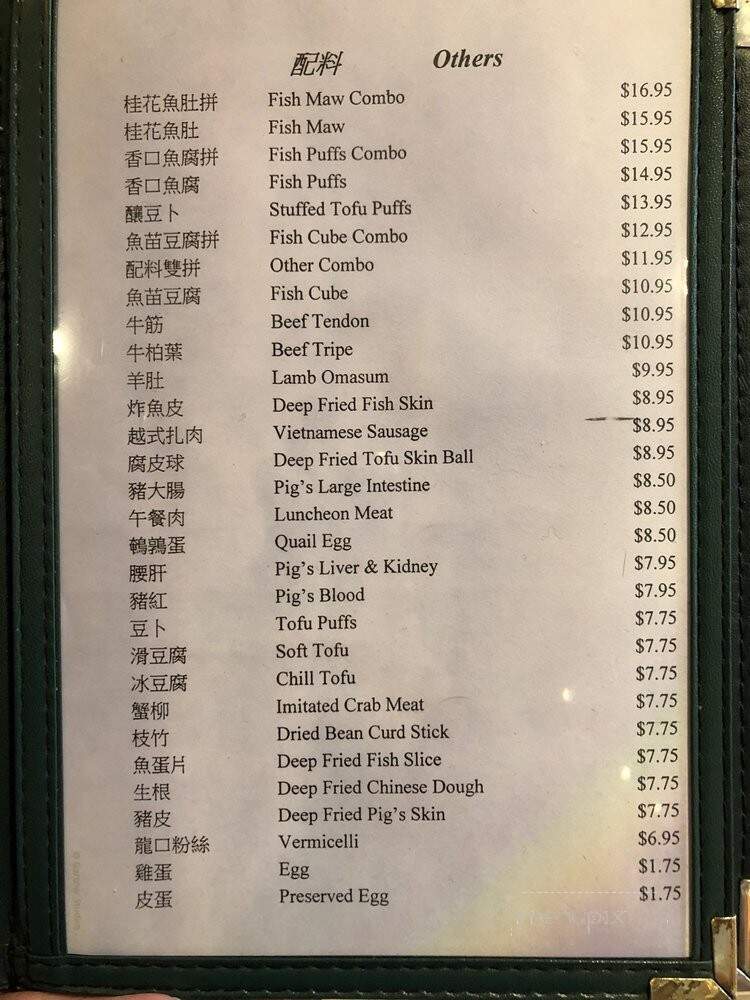 配料 Others
桂花魚肚拼 Fish Maw Combo $16.95
桂花魚肚 Fish Maw $15.95
香口魚腐拼 Fish Puffs Combo $15.95
香口魚腐 Fish Puffs $14.95
釀豆卜 Stuffed Tofu Puffs $13.95
魚苗豆腐拼 Fish Cube Combo $12.95
配料雙拼 Other Combo $11.95
魚苗豆腐 Fish Cube $10.95
牛筋 Beef Tendon $10.95
牛柏葉 Beef Tripe $10.95
羊肚 Lamb Omasum $9.95
炸魚皮 Deep Fried Fish Skin $8.95
越式扎肉 Vietnamese Sausage $8.95
腐皮球 Deep Fried Tofu Skin Ball $8.95
豬大腸 Pig's Large Intestine $8.50
午餐肉 Luncheon Meat $8.50
鵪鶉蛋 Quail Egg $8.50
腰肝 Pig's Liver & Kidney $7.95
豬紅 Pig's Blood $7.95
豆卜 Tofu Puffs $7.75
滑豆腐 Soft Tofu $7.75
冰豆腐 Chill Tofu $7.75
蟹柳 Imitated Crab Meat $7.75
枝竹 Dried Bean Curd Stick $7.75
魚蛋片 Deep Fried Fish Slice $7.75
生根 Deep Fried Chinese Dough $7.75
豬皮 Deep Fried Pig's Skin $7.75
龍口粉絲 Vermicelli $6.95
雞蛋 Egg $1.75
皮蛋 Preserved Egg $1.75
menupix